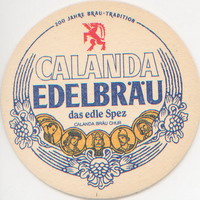 200 JAHRE BRAU-TRADITION
CALANDA
EDELBRÄU
das edle Spez
CALANDA BRÄU CHUR